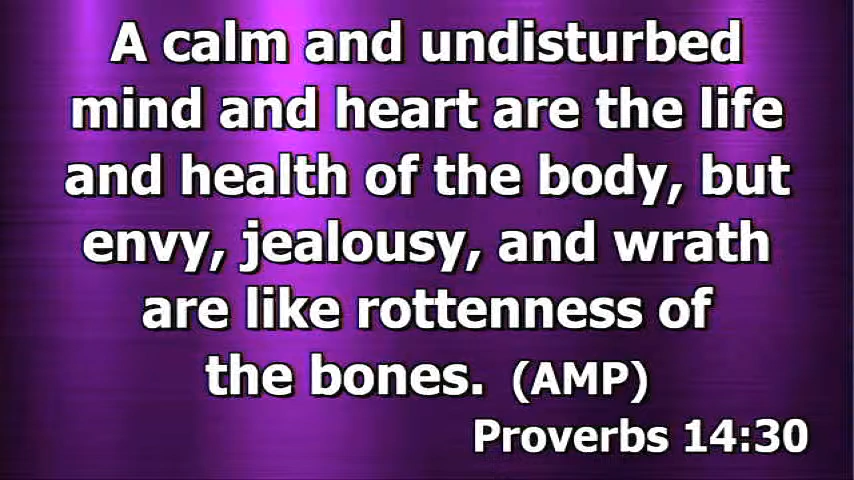 A calm and undisturbed
mind and heart are the life
and health of the body, but
envy, jealousy, and wrath
are like rottenness of
the bones. (AMP)
Proverbs 14:30